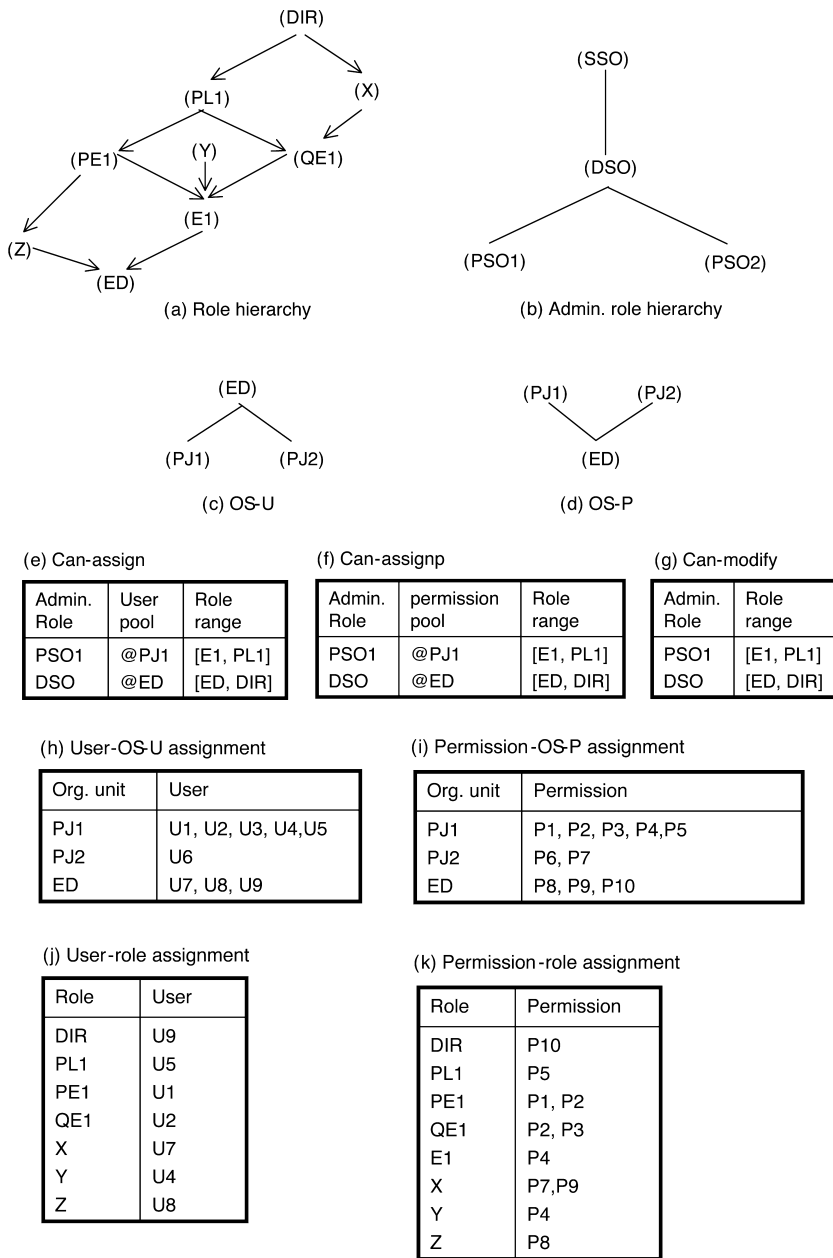 (DIR)
(SSO)
(PL1)
(X)
(PE1)
(Y)
(QE1)
(DSO)
(E1)
(Z)
(ED)
(PSO1)
(PSO2)
(a) Role hierarchy
(b) Admin. role hierarchy
(ED)
(PJ1)
(PJ2)
(c) OS-U
(PJ1)
(PJ2)
(ED)
(d) OS-P
(e) Can-assign
Admin. Role User pool Role range
PSO1 @PJ1 [E1, PL1]
DSO @ED [ED, DIR]
(f) Can-assignp
Admin. Role permission pool Role range
PSO1 @PJ1 [E1, PL1]
DSO @ED [ED, DIR]
(g) Can-modify
Admin. Role Role range
PSO1 [E1, PL1]
DSO [ED, DIR]
(h) User-OS-U assignment
Org. unit User
PJ1 U1, U2, U3, U4,U5
PJ2 U6
ED U7, U8, U9
(i) Permission-OS-P assignment
Org. unit Permission
PJ1 P1, P2, P3, P4,P5
PJ2 P6, P7
ED P8, P9, P10
(j) User-role assignment
Role User
DIR U9
PL1 U5
PE1 U1
QE1 U2
X U7
Y U4
Z U8
(k) Permission-role assignment
Role Permission
DIR P10
PL1 P5
PE1 P1, P2
QE1 P2, P3
E1 P4
X P7,P9
Y P4
Z P8